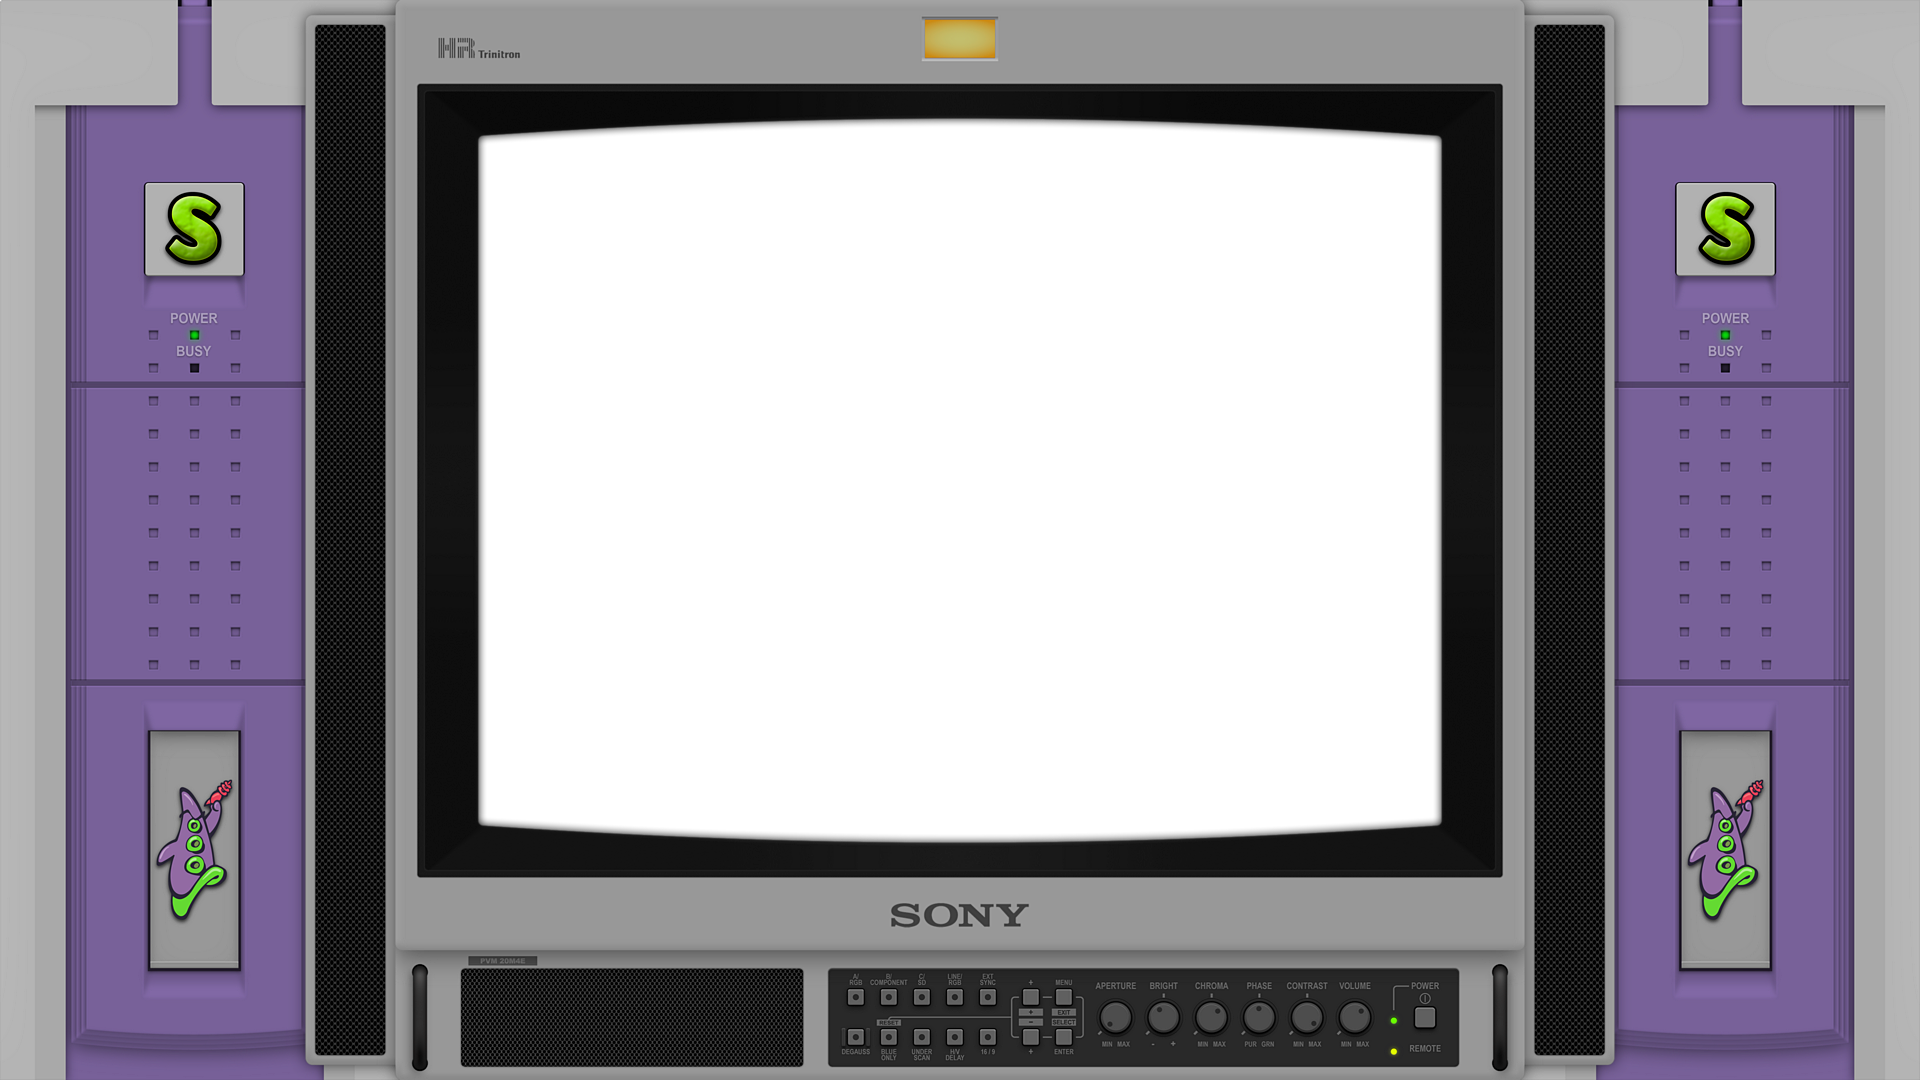 HR Trinitron
S
S
POWER
BUSY
POWER
BUSY
SONY
PVM 20M4E
A/
RGB
B/
COMPONENT
C/
SD
LINE/
RGB
EXT
SYNC
+
MENU
+
EXIT
RESET
-
SELECT
DEGAUSS
BLUE
ONLY
UNDER
SCAN
H/V
DELAY
16 / 9
+
ENTER
APERTURE
BRIGHT
CHROMA
PHASE
CONTRAST
VOLUME
MIN MAX
- +
MIN MAX
PUR GRN
MIN MAX
MIN MAX
POWER
REMOTE